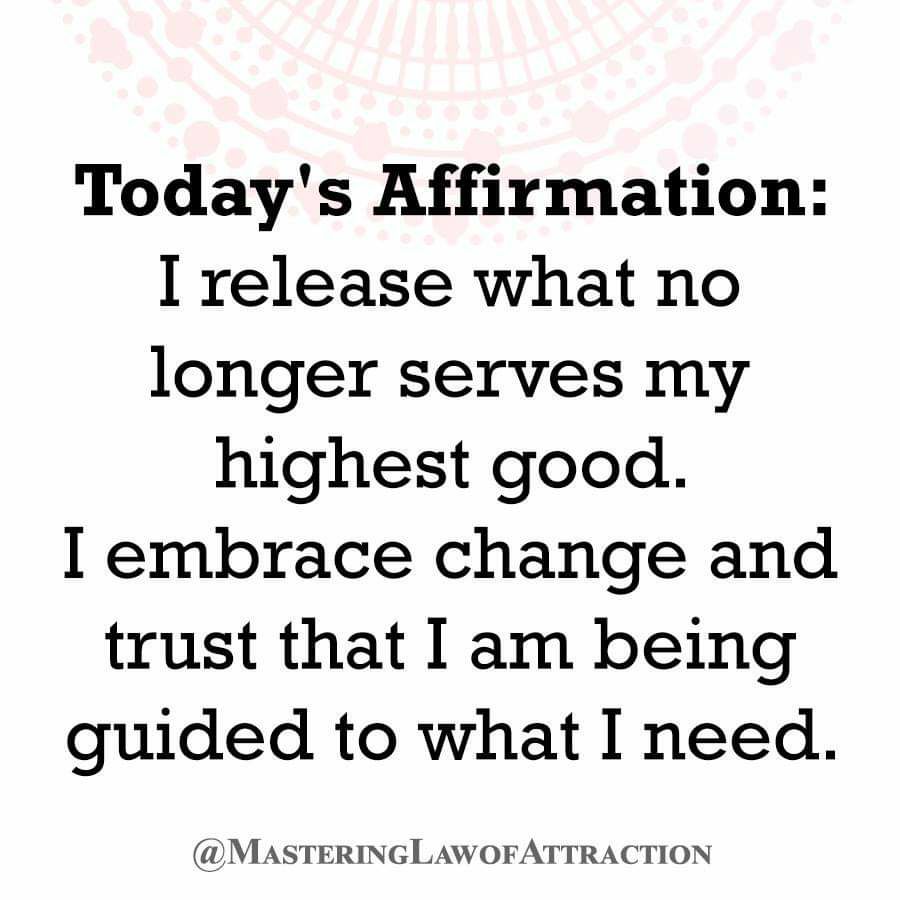 Today's Affirmation:
I release what no
longer serves my
highest good.
I embrace change and
trust that I am being
guided to what I need.
@MasteringLawofAttraction